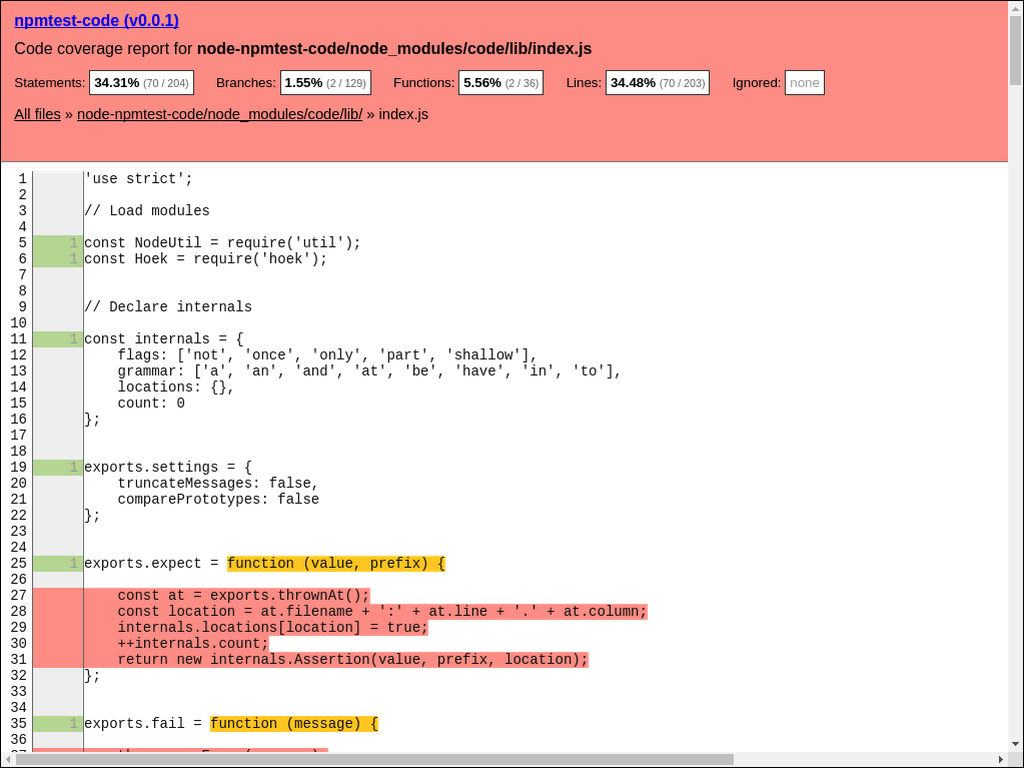 npmtest-code (v0.0.1)
Code coverage report for node-npmtest-code/node_modules/code/lib/index.js
Statements: 34.31% (70 / 204) Branches: 1.55% (2 / 129) Functions: 5.56% (2 / 36) Lines: 34.48% (70 / 203) Ignored: none
All files » node-npmtest-code/node_modules/code/lib/ » index.js
1 'use strict';
2
3 // Load modules
4
5 1 const NodeUtil = require('util');
6 1 const Hoek = require('hoek');
7
8
9 // Declare internals
10
11 1 const internals = {
12     flags: ['not', 'once', 'only', 'part', 'shallow'],
13     grammar: ['a', 'an', 'and', 'at', 'be', 'have', 'in', 'to'],
14     locations: {},
15     count: 0
16 };
17
18
19 1 exports.settings = {
20     truncateMessages: false,
21     comparePrototypes: false
22 };
23
24
25 1 exports.expect = function (value, prefix) {
26
27     const at = exports.thrownAt();
28     const location = at.filename + ':' + at.line + '.' + at.column;
29     internals.locations[location] = true;
30     ++internals.count;
31     return new internals.Assertion(value, prefix, location);
32 };
33
34
35 1 exports.fail = function (message) {
36